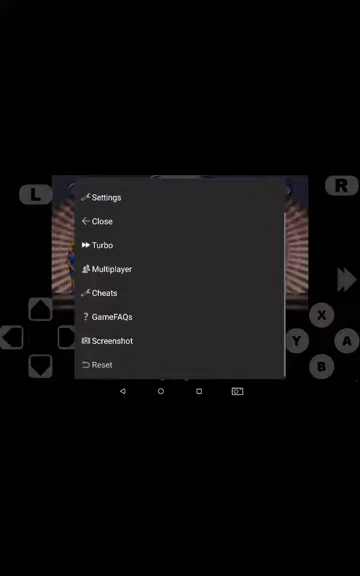 L
R
Settings
Close
Turbo
Multiplayer
Cheats
? GameFAQs
Screenshot
Reset
X
Y
A
B